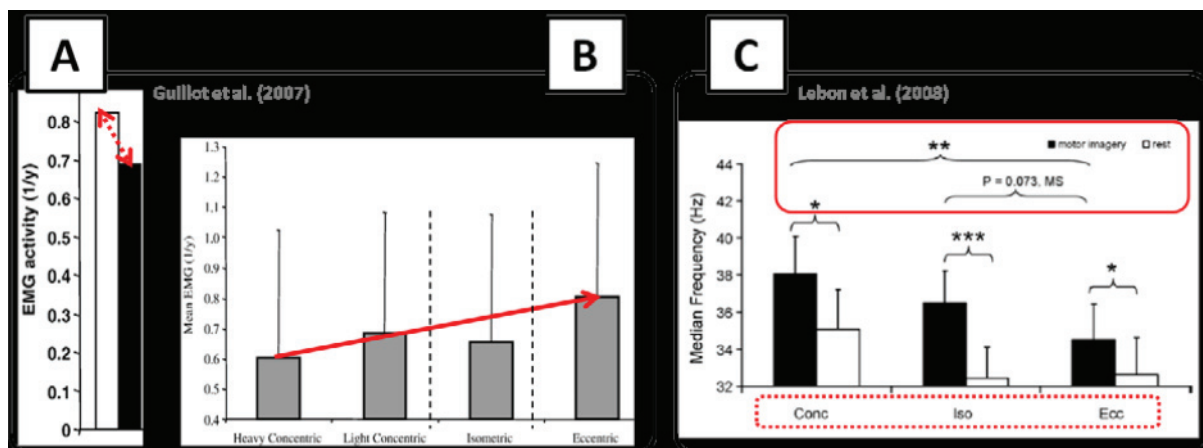 A
B
C
Guillot et al. (2007)
Lebon et al. (2008)
EMG activity (1/y)
0.8
0.7
0.6
0.5
0.4
0.3
0.2
0.1
0
Mean EMG (1/y)
1.3
1.2
1.1
1.0
0.9
0.8
0.7
0.6
0.5
0.4
Heavy Concentric
Light Concentric
Isometric
Eccentric
motor imagery
rest
Median Frequency (Hz)
44
42
40
38
36
34
32
**
P = 0.073, MS
*
***
*
Conc
Iso
Ecc